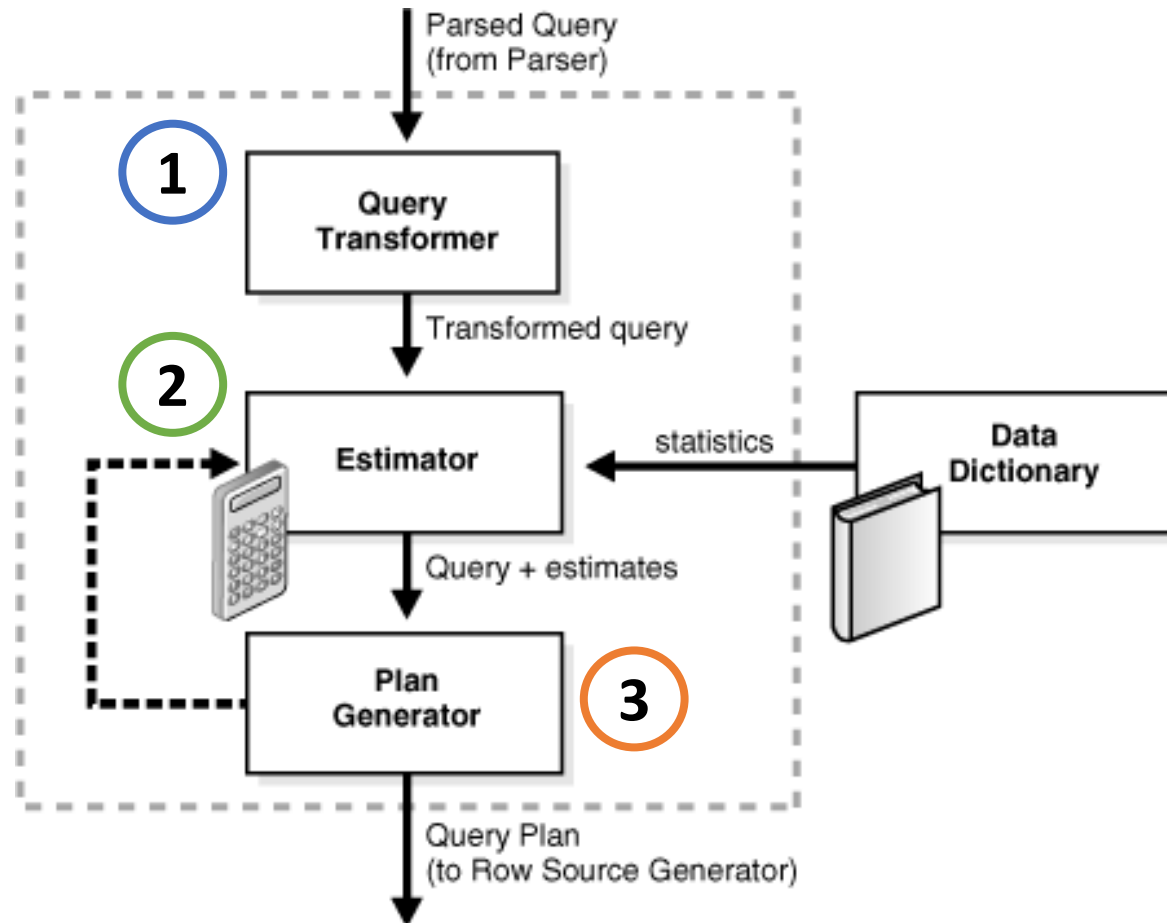 Parsed Query
(from Parser)
1
Query
Transformer
Transformed query
2
Estimator
statistics
Data
Dictionary
Query + estimates
Plan
Generator
3
Query Plan
(to Row Source Generator)